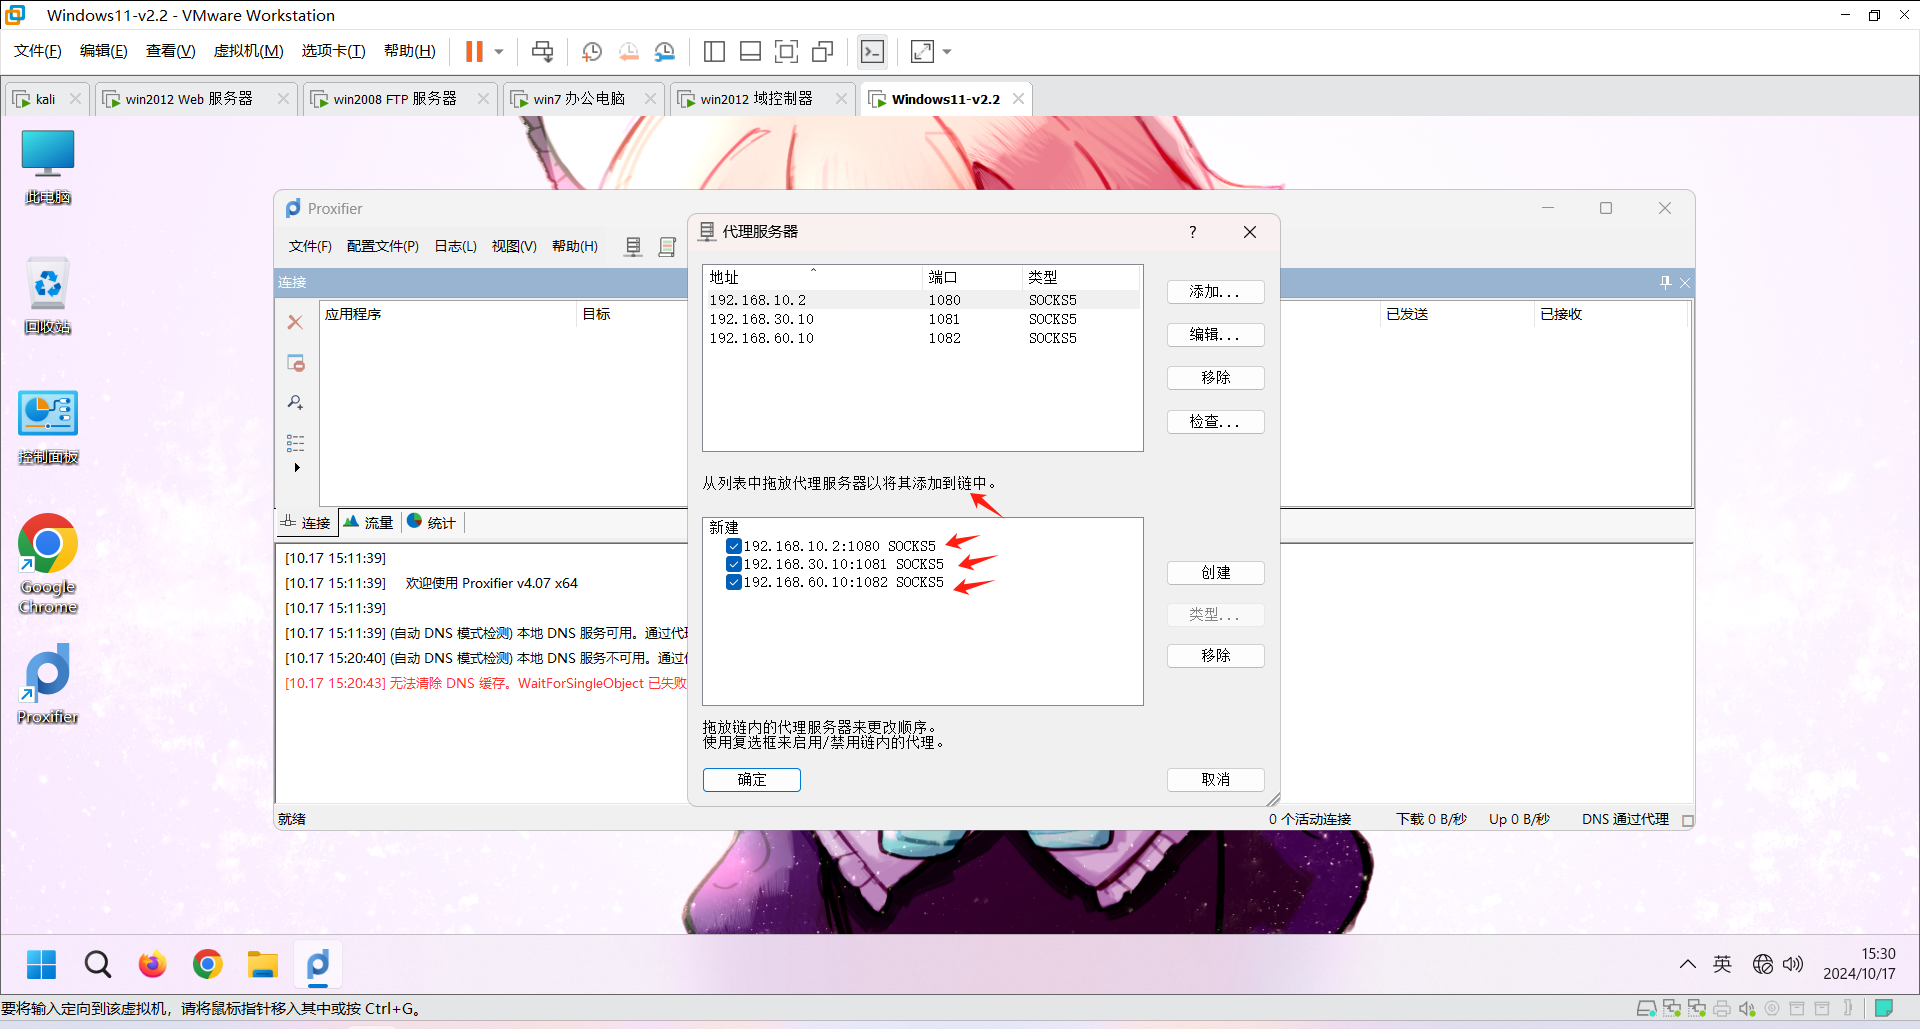 Windows11-v2.2 - VMware Workstation
文件(F) 编辑(E) 查看(V) 虚拟机(M) 选项卡(T) 帮助(H)
kali win2012 Web 服务器 win2008 FTP 服务器 win7 办公电脑 win2012 域控制器 Windows11-v2.2
此电脑
回收站
控制面板
Google
Chrome
Proxifier
Proxifier
文件(F) 配置文件(P) 日志(L) 视图(V) 帮助(H)
连接
应用程序 目标 已发送 已接收
连接 流量 统计
[10.17 15:11:39]
[10.17 15:11:39] 欢迎使用 Proxifier v4.07 x64
[10.17 15:11:39]
[10.17 15:11:39] (自动 DNS 模式检测) 本地 DNS 服务可用。通过代
[10.17 15:20:40] (自动 DNS 模式检测) 本地 DNS 服务不可用。通过
[10.17 15:20:43] 无法清除 DNS 缓存。WaitForSingleObject 已失败
就绪 0 个活动连接 下载 0 B/秒 Up 0 B/秒 DNS 通过代理
代理服务器 ?
地址 端口 类型
192.168.10.2 1080 SOCKS5
192.168.30.10 1081 SOCKS5
192.168.60.10 1082 SOCKS5
添加...
编辑...
移除
检查...
从列表中拖放代理服务器以将其添加到链中。
新建
192.168.10.2:1080 SOCKS5
192.168.30.10:1081 SOCKS5
192.168.60.10:1082 SOCKS5
创建
类型...
移除
拖放链内的代理服务器来更改顺序。
使用复选框来启用/禁用链内的代理。
确定 取消
英 15:30
2024/10/17
要将输入定向到该虚拟机，请将鼠标指针移入其中或按 Ctrl+G。